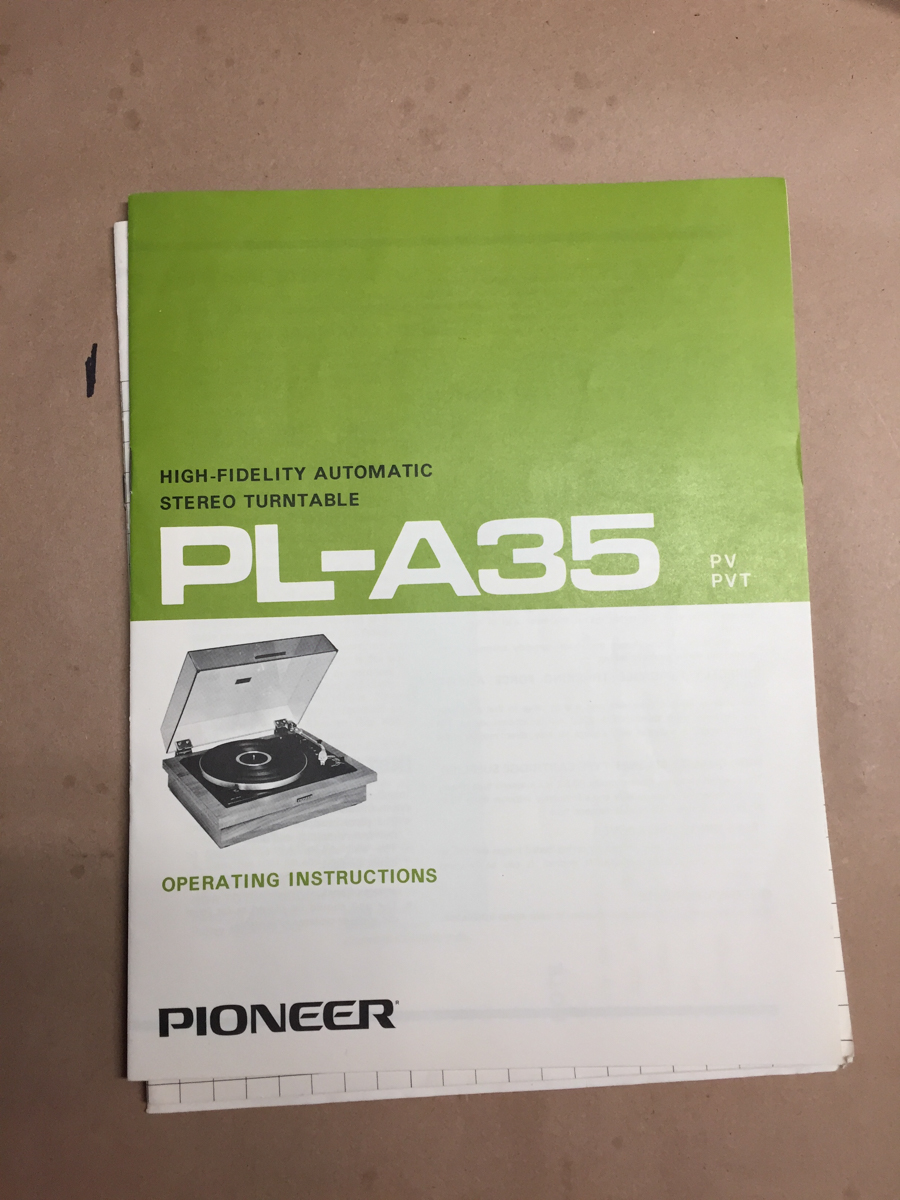 HIGH-FIDELITY AUTOMATIC
STEREO TURNTABLE
PL-A35
PV
PVT
OPERATING INSTRUCTIONS
PIONEER®